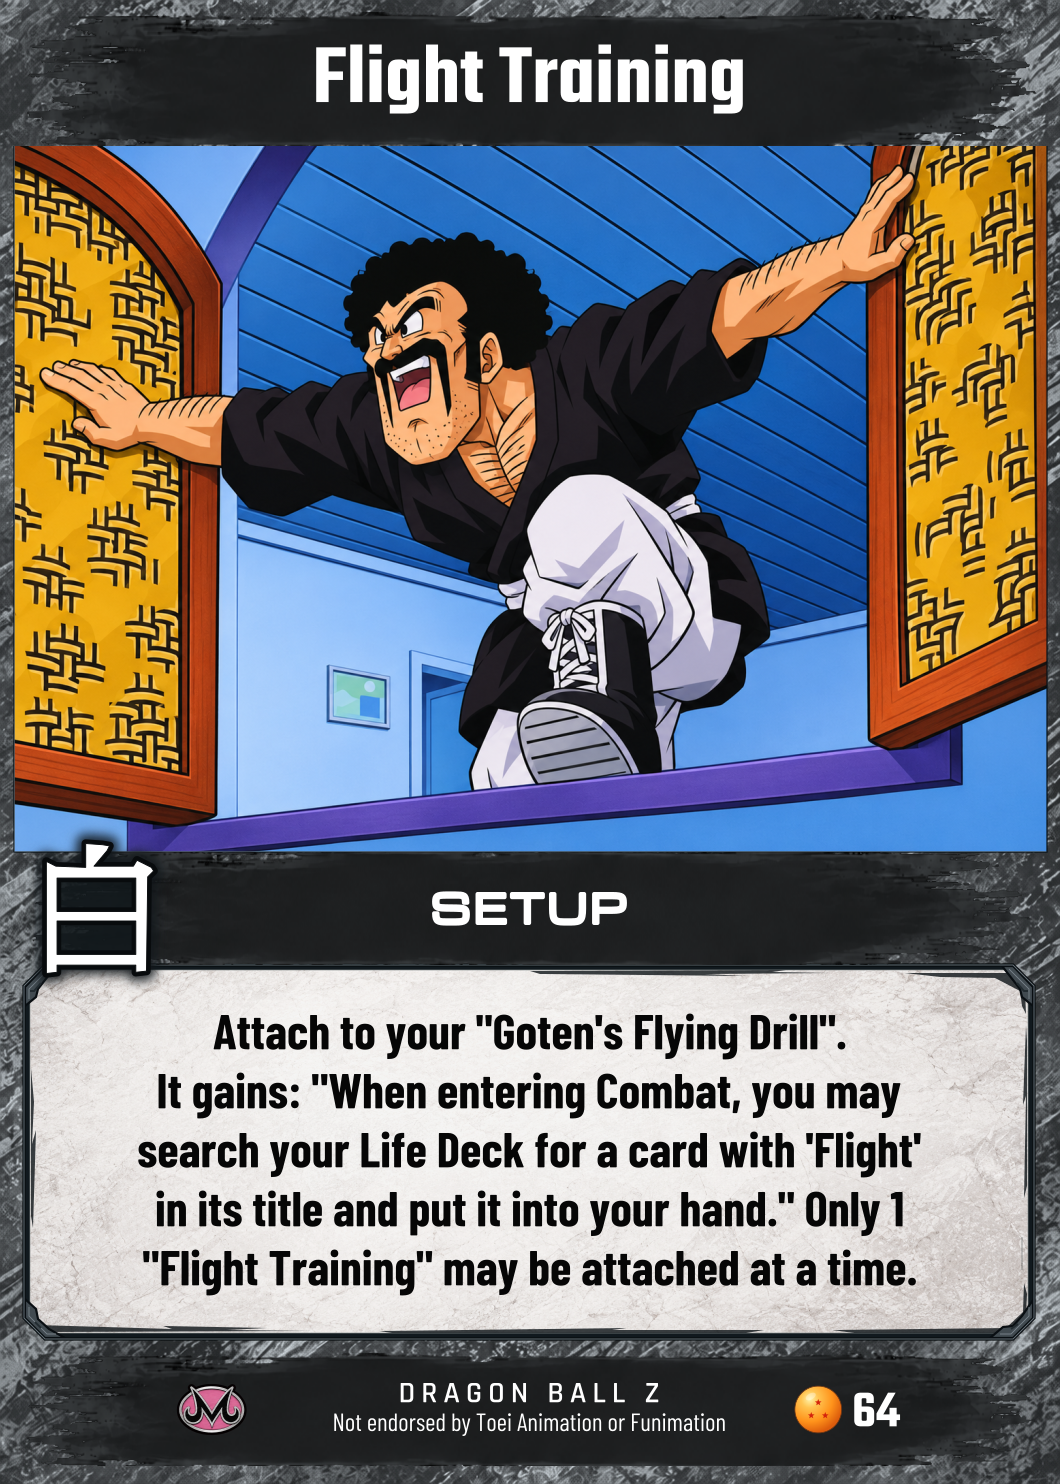 Flight Training
白
SETUP
Attach to your "Goten's Flying Drill".
It gains: "When entering Combat, you may
search your Life Deck for a card with 'Flight'
in its title and put it into your hand." Only 1
"Flight Training" may be attached at a time.
M
DRAGON BALL Z
Not endorsed by Toei Animation or Funimation
64